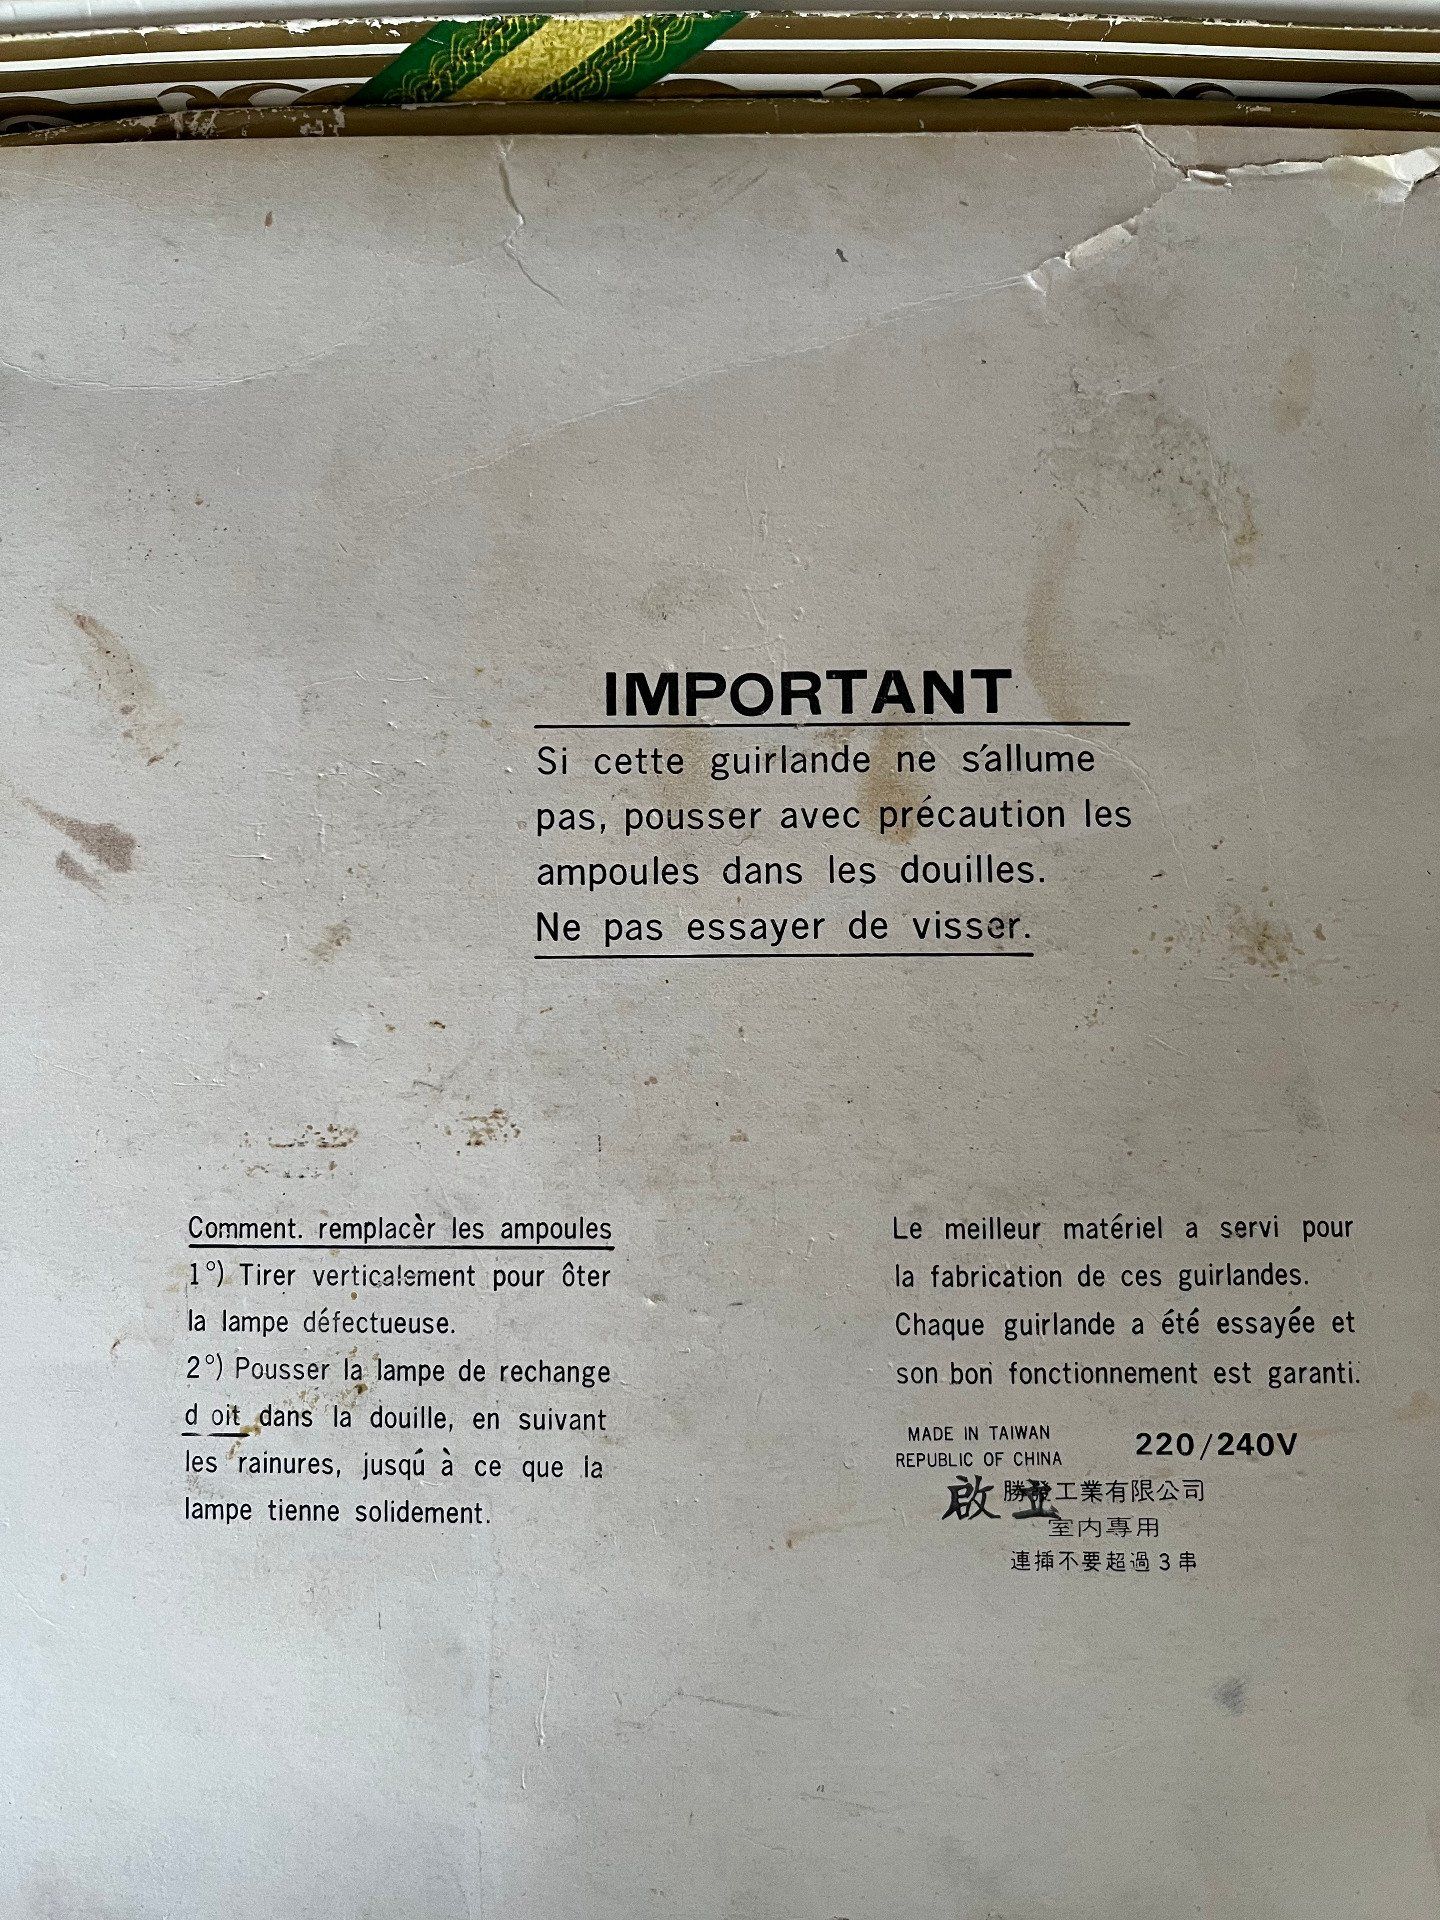 IMPORTANT
Si cette guirlande ne s'allume
pas, pousser avec précaution les
ampoules dans les douilles.
Ne pas essayer de visser.
Comment. remplacèr les ampoules
1°) Tirer verticalement pour ôter
la lampe défectueuse.
2°) Pousser la lampe de rechange
d oit dans la douille, en suivant
les rainures, jusqú à ce que la
lampe tienne solidement.
Le meilleur matériel a servi pour
la fabrication de ces guirlandes.
Chaque guirlande a été essayée et
son bon fonctionnement est garanti.
MADE IN TAIWAN
REPUBLIC OF CHINA
220/240V
啟立
勝發工業有限公司
室内專用
連揷不要超過3串